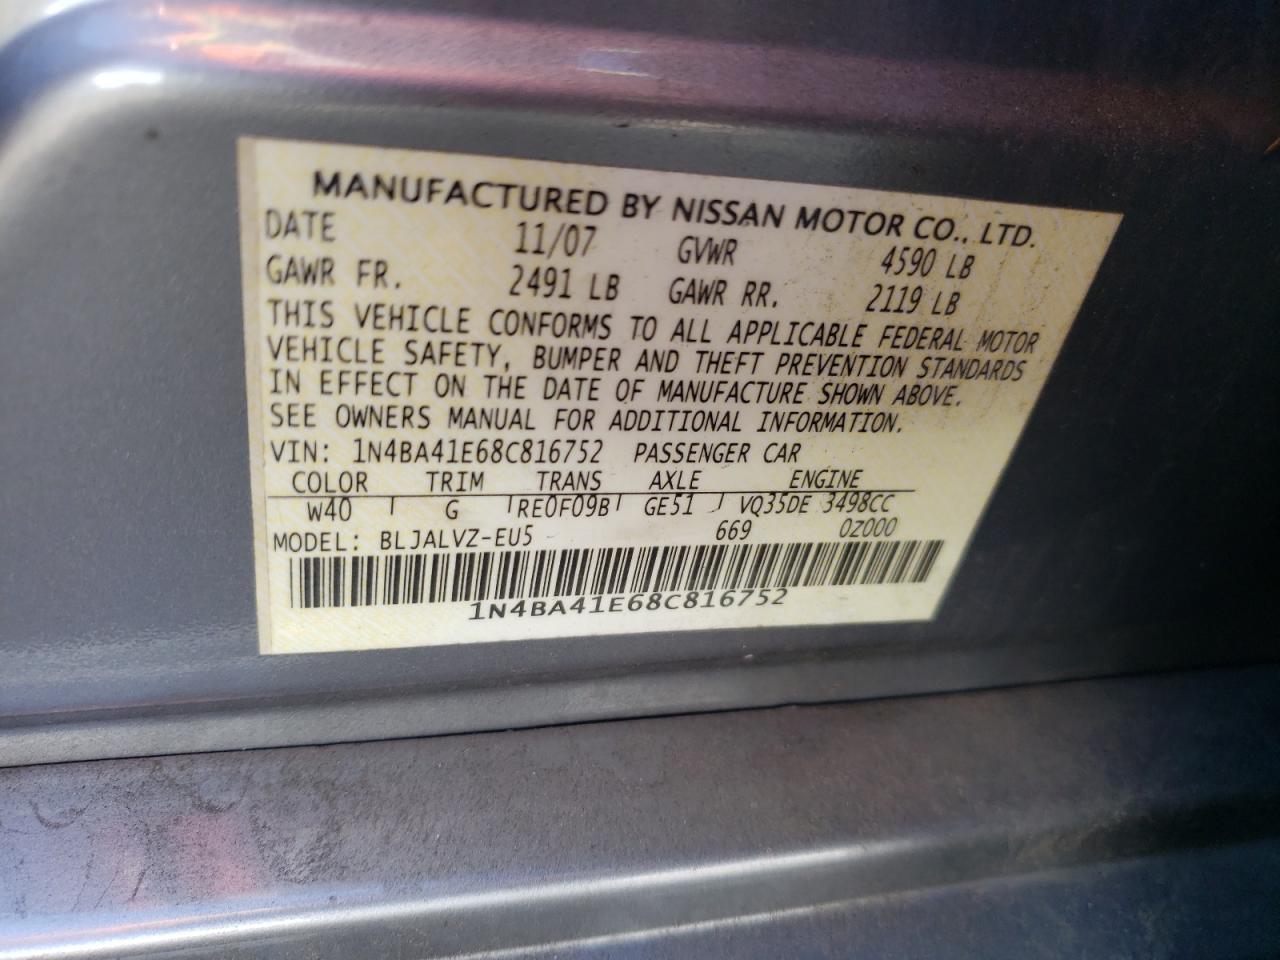 MANUFACTURED BY NISSAN MOTOR CO., LTD.
DATE 11/07 GVWR 4590 LB
GAWR FR. 2491 LB GAWR RR. 2119 LB
THIS VEHICLE CONFORMS TO ALL APPLICABLE FEDERAL MOTOR
VEHICLE SAFETY, BUMPER AND THEFT PREVENTION STANDARDS
IN EFFECT ON THE DATE OF MANUFACTURE SHOWN ABOVE.
SEE OWNERS MANUAL FOR ADDITIONAL INFORMATION.
VIN: 1N4BA41E68C816752 PASSENGER CAR
COLOR TRIM TRANS AXLE ENGINE
W40 G RE0F09B GE51 VQ35DE 3498CC
MODEL: BLJALVZ-EU5 669 0Z000
1N4BA41E68C816752